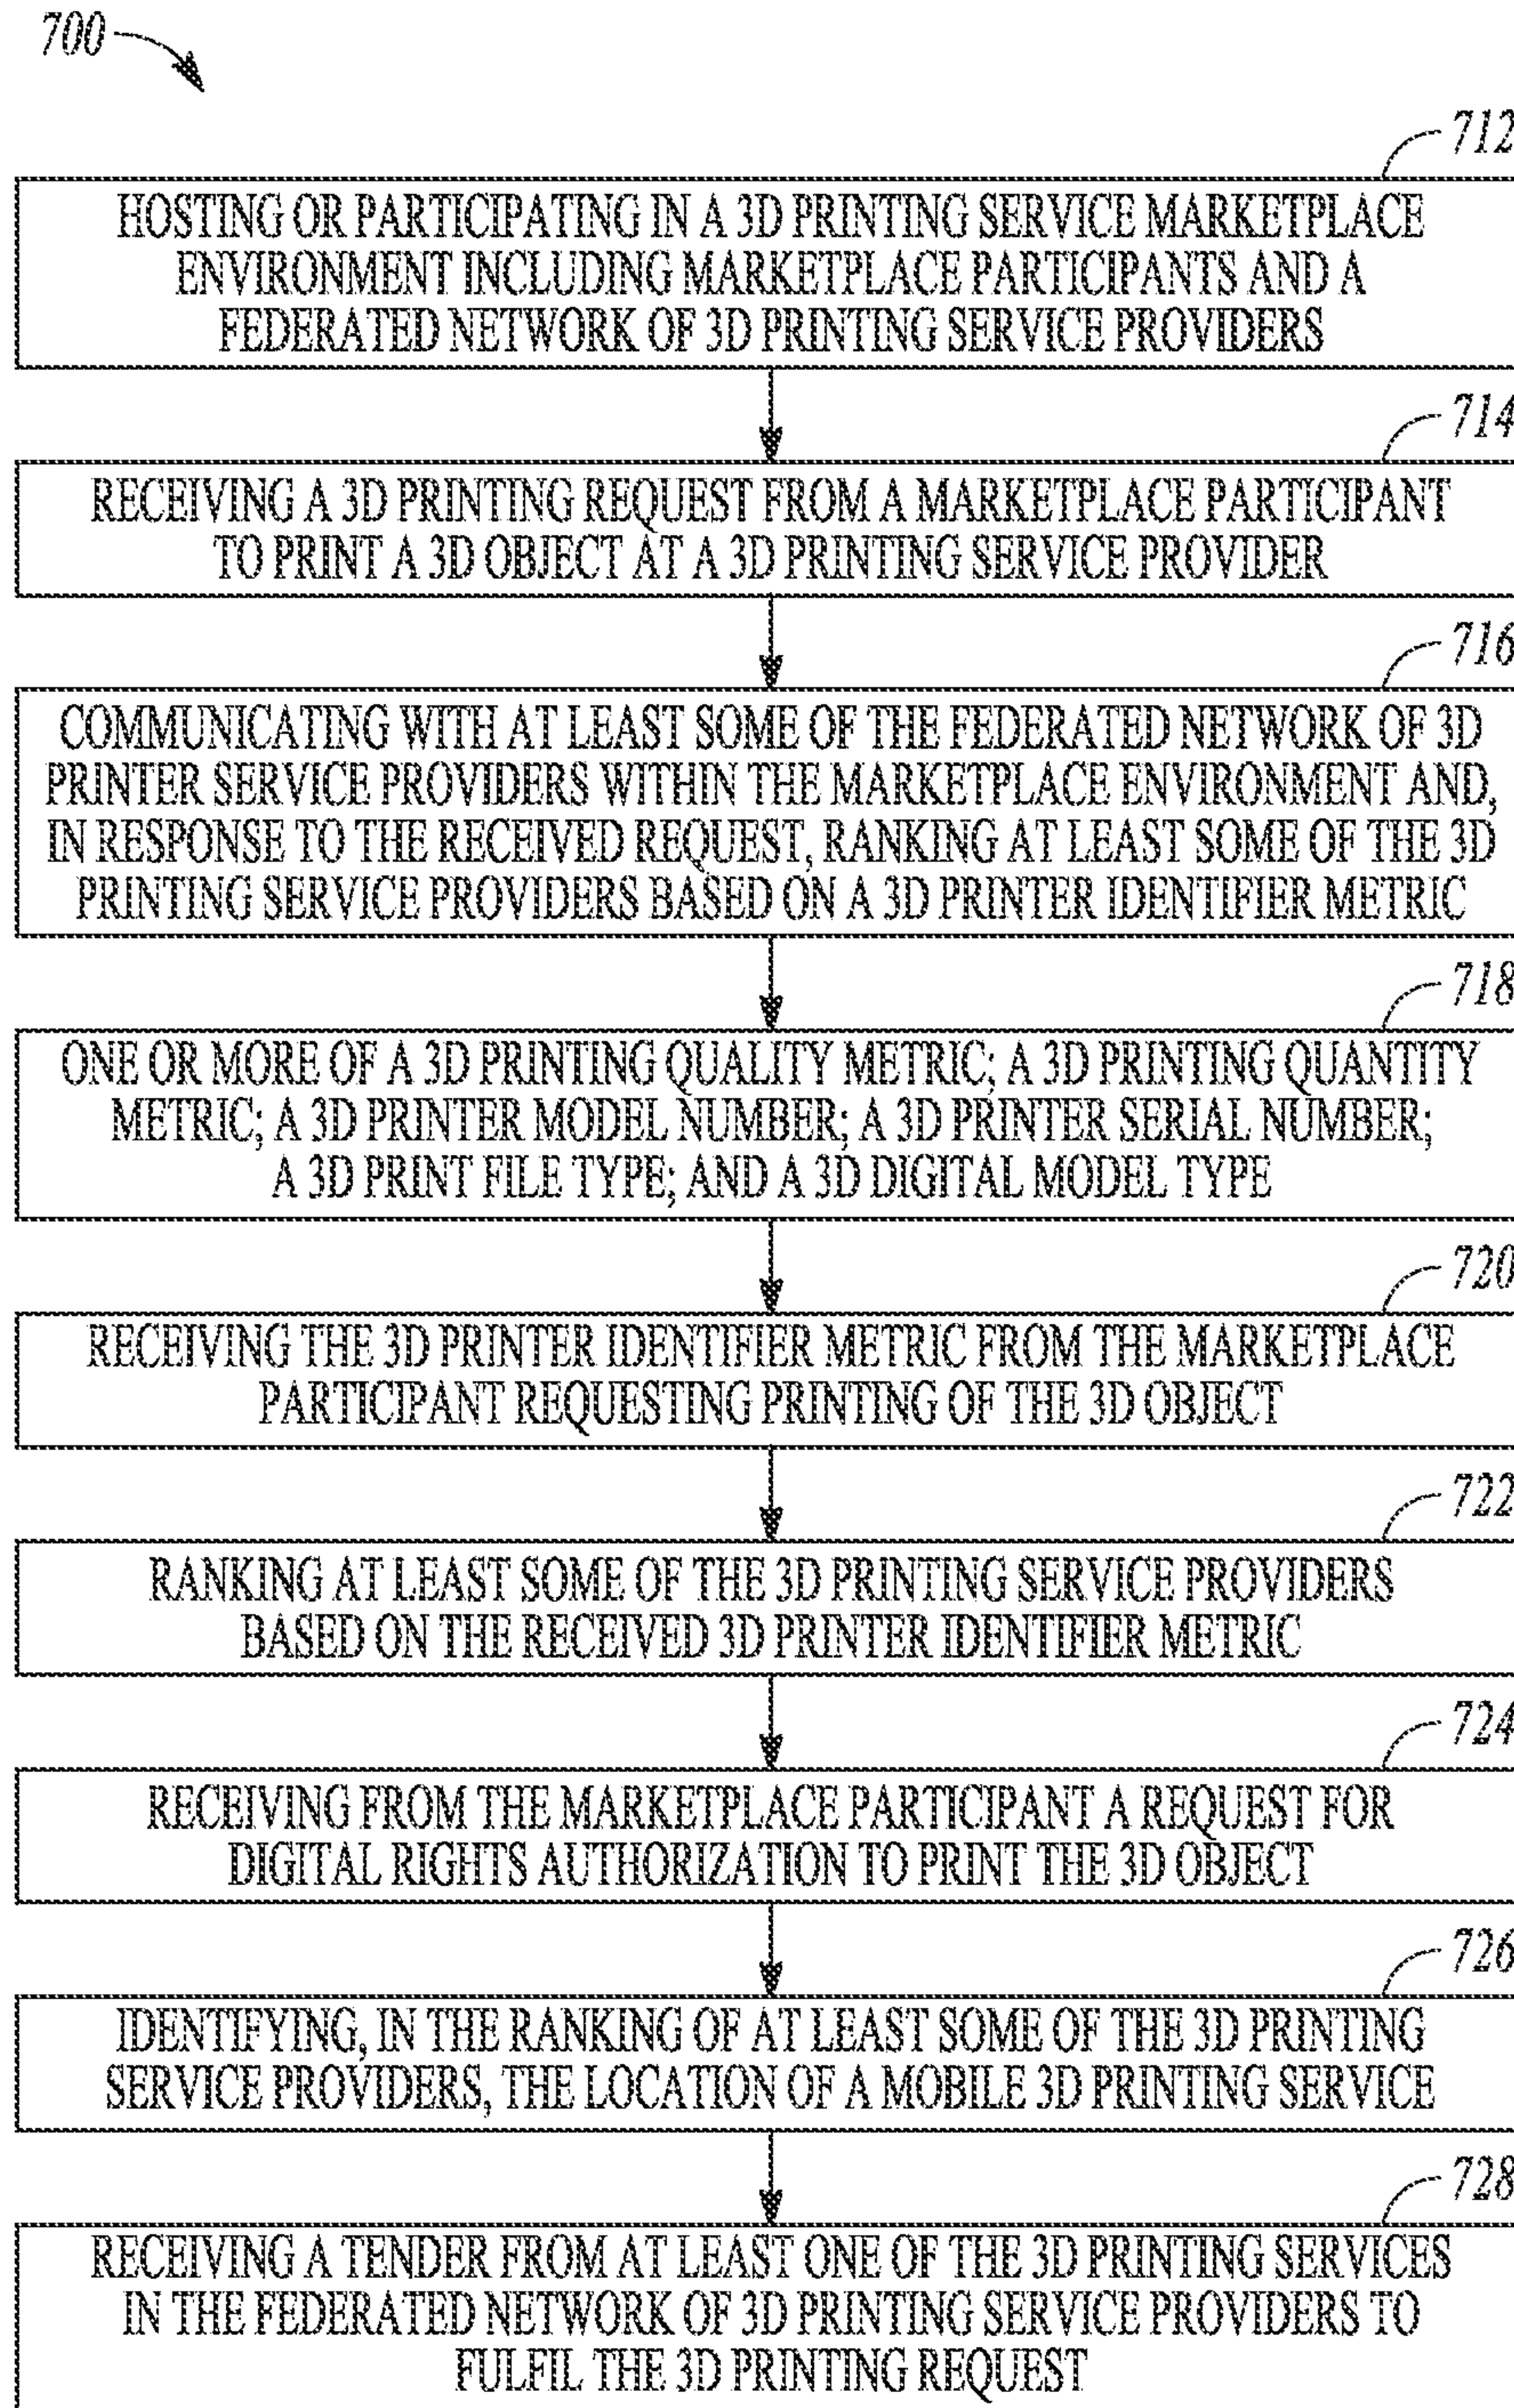 700
712
HOSTING OR PARTICIPATING IN A 3D PRINTING SERVICE MARKETPLACE
ENVIRONMENT INCLUDING MARKETPLACE PARTICIPANTS AND A
FEDERATED NETWORK OF 3D PRINTING SERVICE PROVIDERS
714
RECEIVING A 3D PRINTING REQUEST FROM A MARKETPLACE PARTICIPANT
TO PRINT A 3D OBJECT AT A 3D PRINTING SERVICE PROVIDER
716
COMMUNICATING WITH AT LEAST SOME OF THE FEDERATED NETWORK OF 3D
PRINTER SERVICE PROVIDERS WITHIN THE MARKETPLACE ENVIRONMENT AND,
IN RESPONSE TO THE RECEIVED REQUEST, RANKING AT LEAST SOME OF THE 3D
PRINTING SERVICE PROVIDERS BASED ON A 3D PRINTER IDENTIFIER METRIC
718
ONE OR MORE OF A 3D PRINTING QUALITY METRIC; A 3D PRINTING QUANTITY
METRIC; A 3D PRINTER MODEL NUMBER; A 3D PRINTER SERIAL NUMBER;
A 3D PRINT FILE TYPE; AND A 3D DIGITAL MODEL TYPE
720
RECEIVING THE 3D PRINTER IDENTIFIER METRIC FROM THE MARKETPLACE
PARTICIPANT REQUESTING PRINTING OF THE 3D OBJECT
722
RANKING AT LEAST SOME OF THE 3D PRINTING SERVICE PROVIDERS
BASED ON THE RECEIVED 3D PRINTER IDENTIFIER METRIC
724
RECEIVING FROM THE MARKETPLACE PARTICIPANT A REQUEST FOR
DIGITAL RIGHTS AUTHORIZATION TO PRINT THE 3D OBJECT
726
IDENTIFYING, IN THE RANKING OF AT LEAST SOME OF THE 3D PRINTING
SERVICE PROVIDERS, THE LOCATION OF A MOBILE 3D PRINTING SERVICE
728
RECEIVING A TENDER FROM AT LEAST ONE OF THE 3D PRINTING SERVICES
IN THE FEDERATED NETWORK OF 3D PRINTING SERVICE PROVIDERS TO
FULFIL THE 3D PRINTING REQUEST